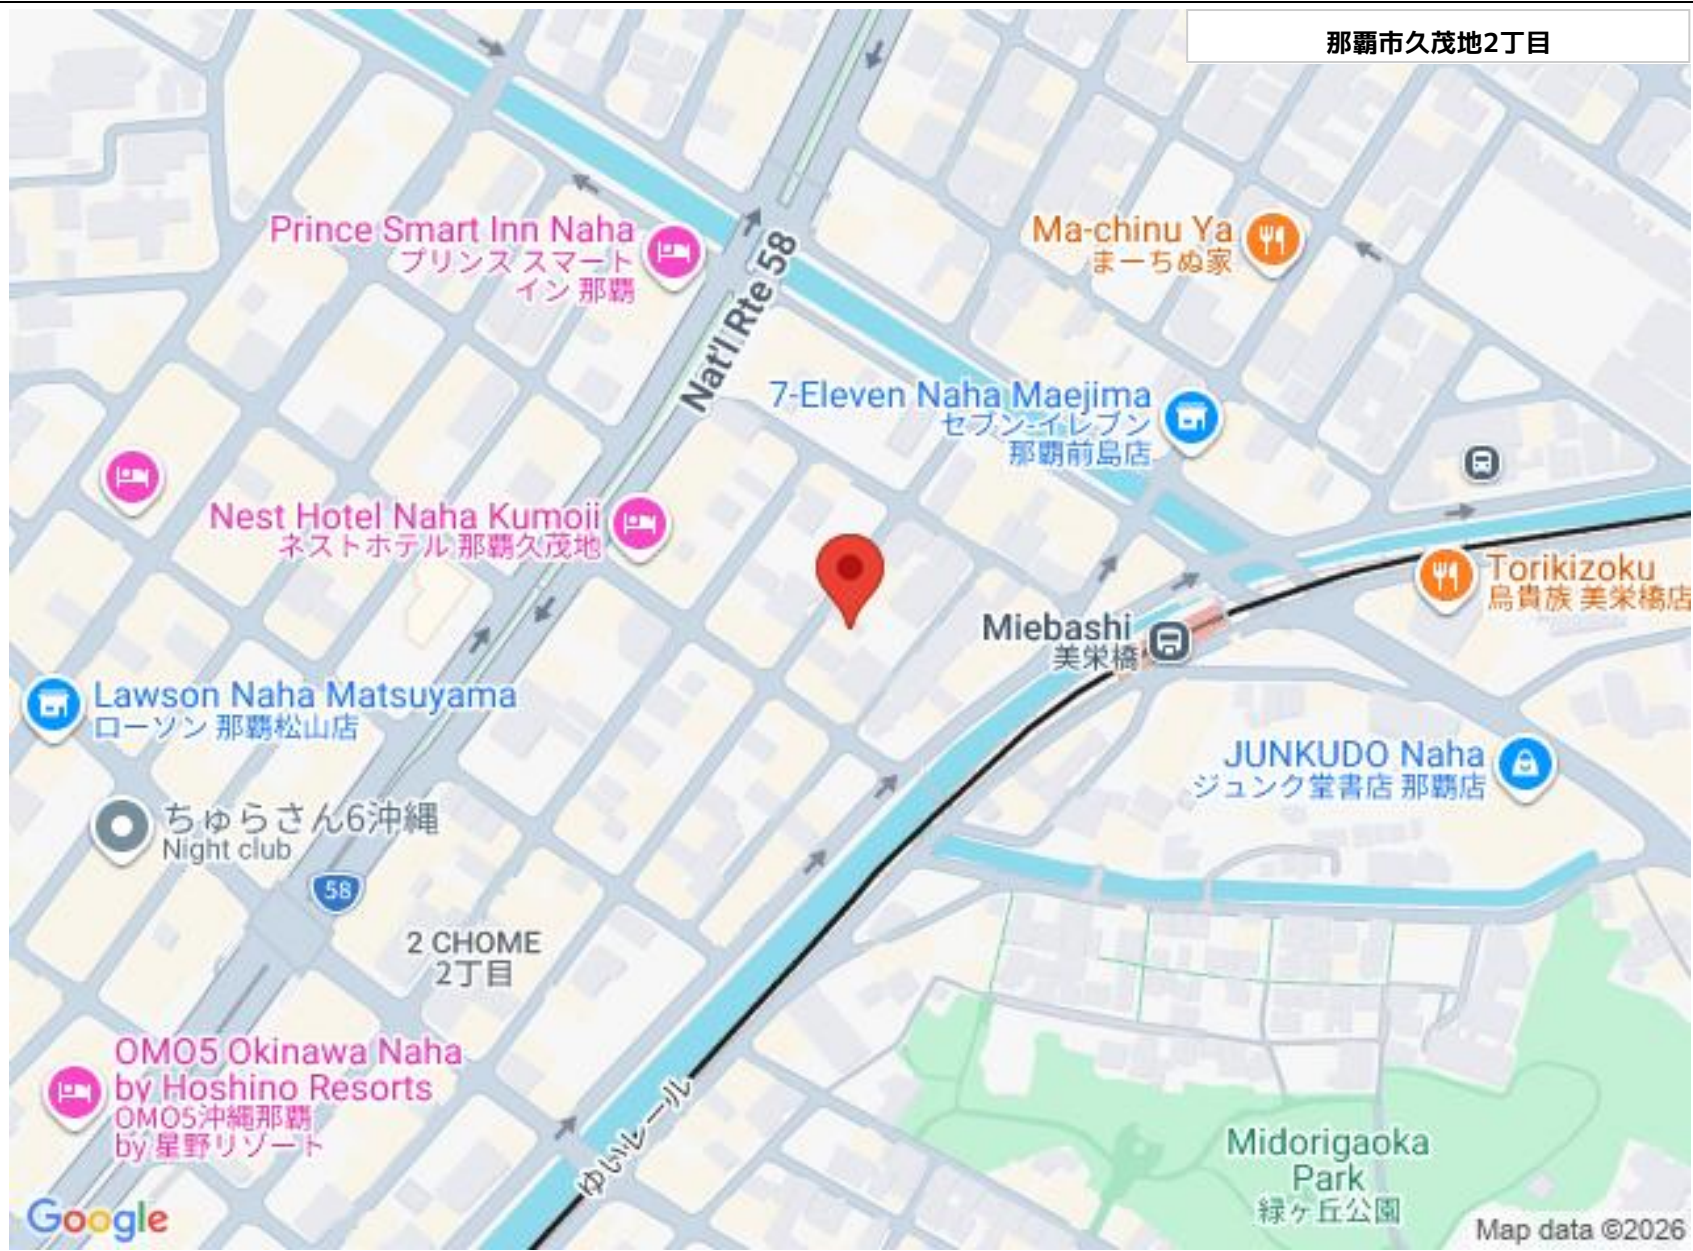 那覇市久茂地2丁目
Prince Smart Inn Naha
プリンス スマート
イン 那覇
Nat'l Rte 58
Ma-chinu Ya
まーちぬ家
7-Eleven Naha Maejima
セブン-イレブン
那覇前島店
Nest Hotel Naha Kumoji
ネストホテル 那覇久茂地
Miebashi
美栄橋
Torikizoku
鳥貴族 美栄橋店
Lawson Naha Matsuyama
ローソン 那覇松山店
JUNKUDO Naha
ジュンク堂書店 那覇店
ちゅらさん6沖縄
Night club
58
2 CHOME
2丁目
OMO5 Okinawa Naha
by Hoshino Resorts
OMO5沖縄那覇
by 星野リゾート
ゆいレール
Midorigaoka
Park
緑ヶ丘公園
Google
Map data ©2026